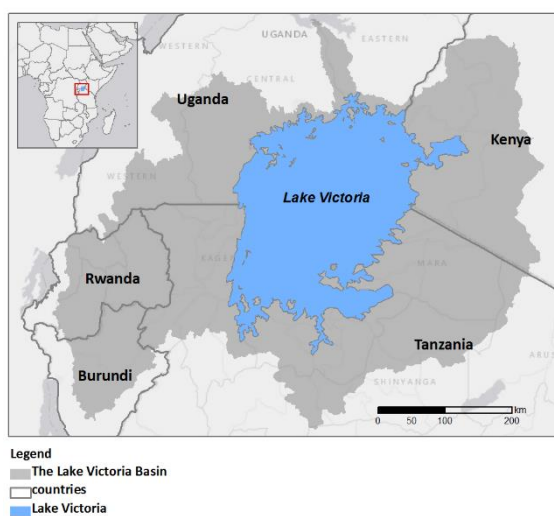 WESTERN
UGANDA
EASTERN
CENTRAL
Uganda
Kenya
WESTERN
Lake Victoria
KAGERA
MARA
Rwanda
Tanzania
Burundi
ARUS
SHINYANGA
km
0 50 100 200
Legend
The Lake Victoria Basin
countries
Lake Victoria